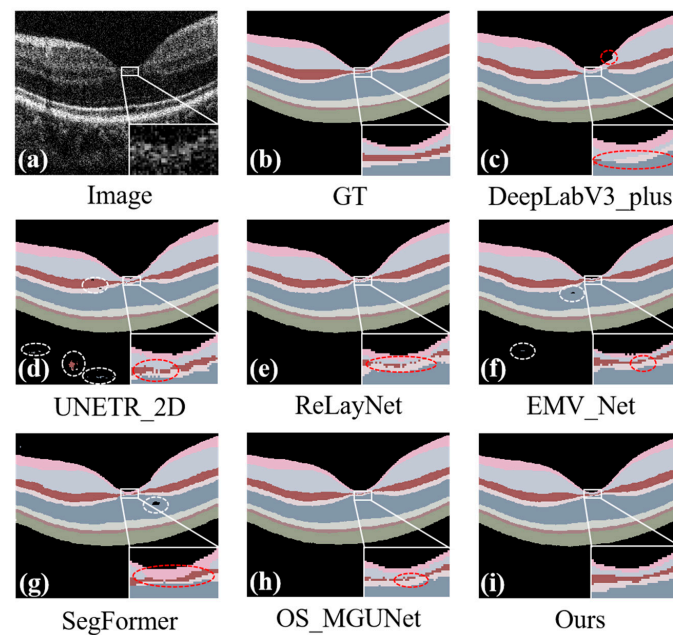 (a) (b) (c)
Image GT DeepLabV3_plus
(d) (e) (f)
UNETR_2D ReLayNet EMV_Net
(g) (h) (i)
SegFormer OS_MGUNet Ours